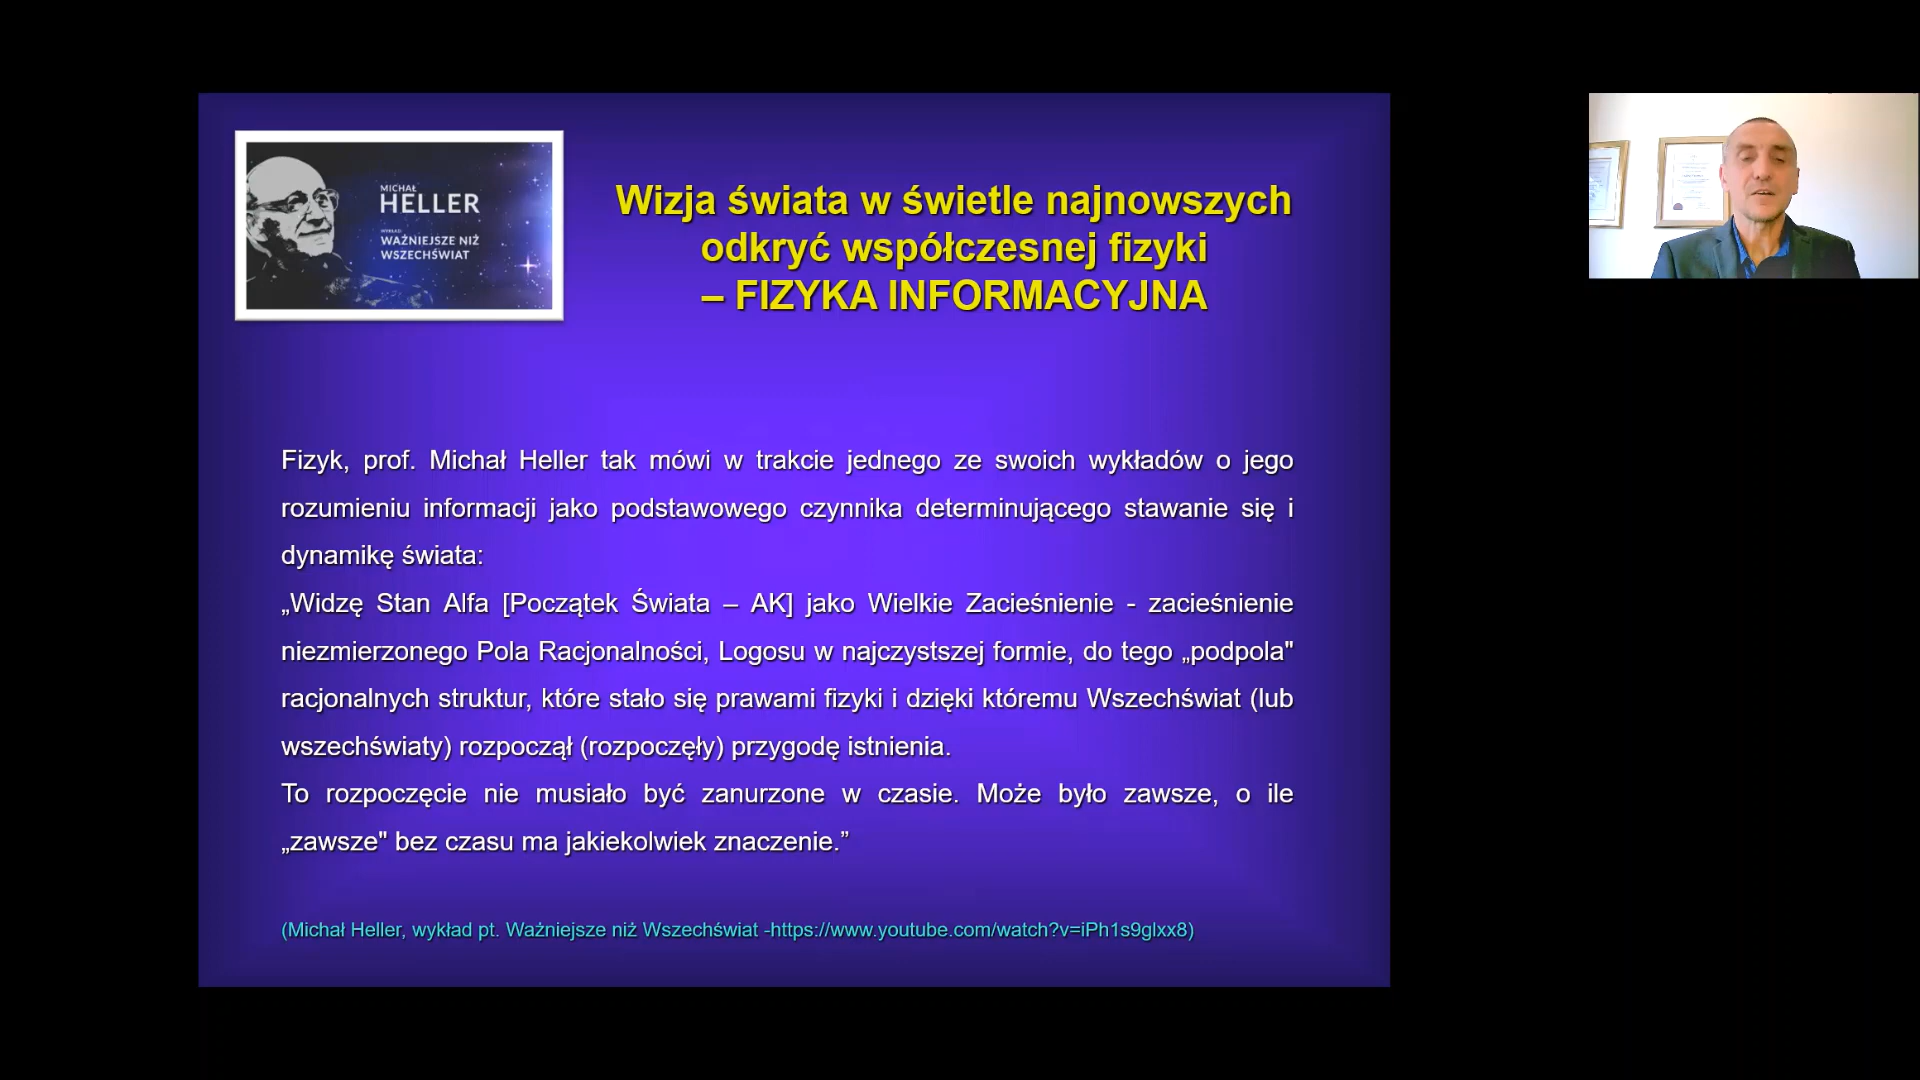 MICHAŁ
HELLER
WYKŁAD
WAŻNIEJSZE NIŻ
WSZECHŚWIAT
Wizja świata w świetle najnowszych
odkryć współczesnej fizyki
– FIZYKA INFORMACYJNA
Fizyk, prof. Michał Heller tak mówi w trakcie jednego ze swoich wykładów o jego
rozumieniu informacji jako podstawowego czynnika determinującego stawanie się i
dynamikę świata:
„Widzę Stan Alfa [Początek Świata – AK] jako Wielkie Zacieśnienie - zacieśnienie
niezmierzonego Pola Racjonalności, Logosu w najczystszej formie, do tego „podpola"
racjonalnych struktur, które stało się prawami fizyki i dzięki któremu Wszechświat (lub
wszechświaty) rozpoczął (rozpoczęły) przygodę istnienia.
To rozpoczęcie nie musiało być zanurzone w czasie. Może było zawsze, o ile
„zawsze" bez czasu ma jakiekolwiek znaczenie.”
(Michał Heller, wykład pt. Ważniejsze niż Wszechświat -https://www.youtube.com/watch?v=iPh1s9glxx8)